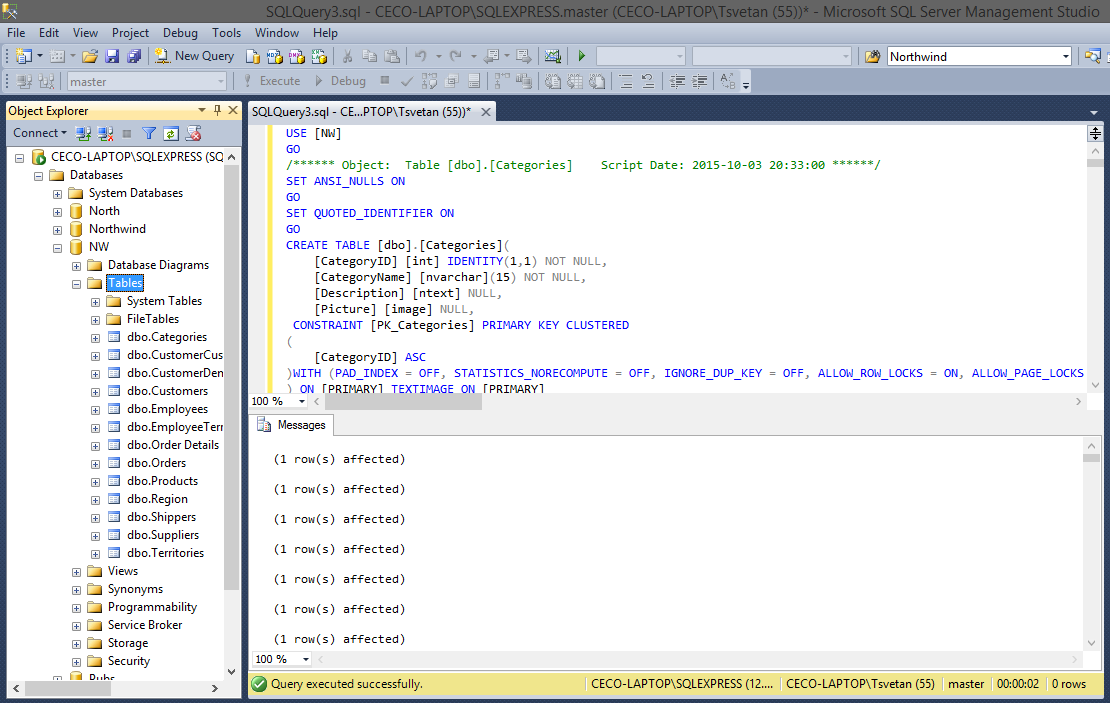 SQLQuery3.sql - CECO-LAPTOP\SQLEXPRESS.master (CECO-LAPTOP\Tsvetan (55))* - Microsoft SQL Server Management Studio
File Edit View Project Debug Tools Window Help
New Query Northwind
master Execute Debug
Object Explorer
Connect
CECO-LAPTOP\SQLEXPRESS (SQ
Databases
System Databases
North
Northwind
NW
Database Diagrams
Tables
System Tables
FileTables
dbo.Categories
dbo.CustomerCus
dbo.CustomerDen
dbo.Customers
dbo.Employees
dbo.EmployeeTerr
dbo.Order Details
dbo.Orders
dbo.Products
dbo.Region
dbo.Shippers
dbo.Suppliers
dbo.Territories
Views
Synonyms
Programmability
Service Broker
Storage
Security
Pubs
SQLQuery3.sql - CE...PTOP\Tsvetan (55))*
USE [NW]
GO
/****** Object:  Table [dbo].[Categories]    Script Date: 2015-10-03 20:33:00 ******/
SET ANSI_NULLS ON
GO
SET QUOTED_IDENTIFIER ON
GO
CREATE TABLE [dbo].[Categories](
[CategoryID] [int] IDENTITY(1,1) NOT NULL,
[CategoryName] [nvarchar](15) NOT NULL,
[Description] [ntext] NULL,
[Picture] [image] NULL,
CONSTRAINT [PK_Categories] PRIMARY KEY CLUSTERED
(
[CategoryID] ASC
)WITH (PAD_INDEX = OFF, STATISTICS_NORECOMPUTE = OFF, IGNORE_DUP_KEY = OFF, ALLOW_ROW_LOCKS = ON, ALLOW_PAGE_LOCKS
) ON [PRIMARY] TEXTIMAGE_ON [PRIMARY]
100 %
Messages
(1 row(s) affected)
(1 row(s) affected)
(1 row(s) affected)
(1 row(s) affected)
(1 row(s) affected)
(1 row(s) affected)
(1 row(s) affected)
100 %
Query executed successfully. CECO-LAPTOP\SQLEXPRESS (12.... CECO-LAPTOP\Tsvetan (55) master 00:00:02 0 rows